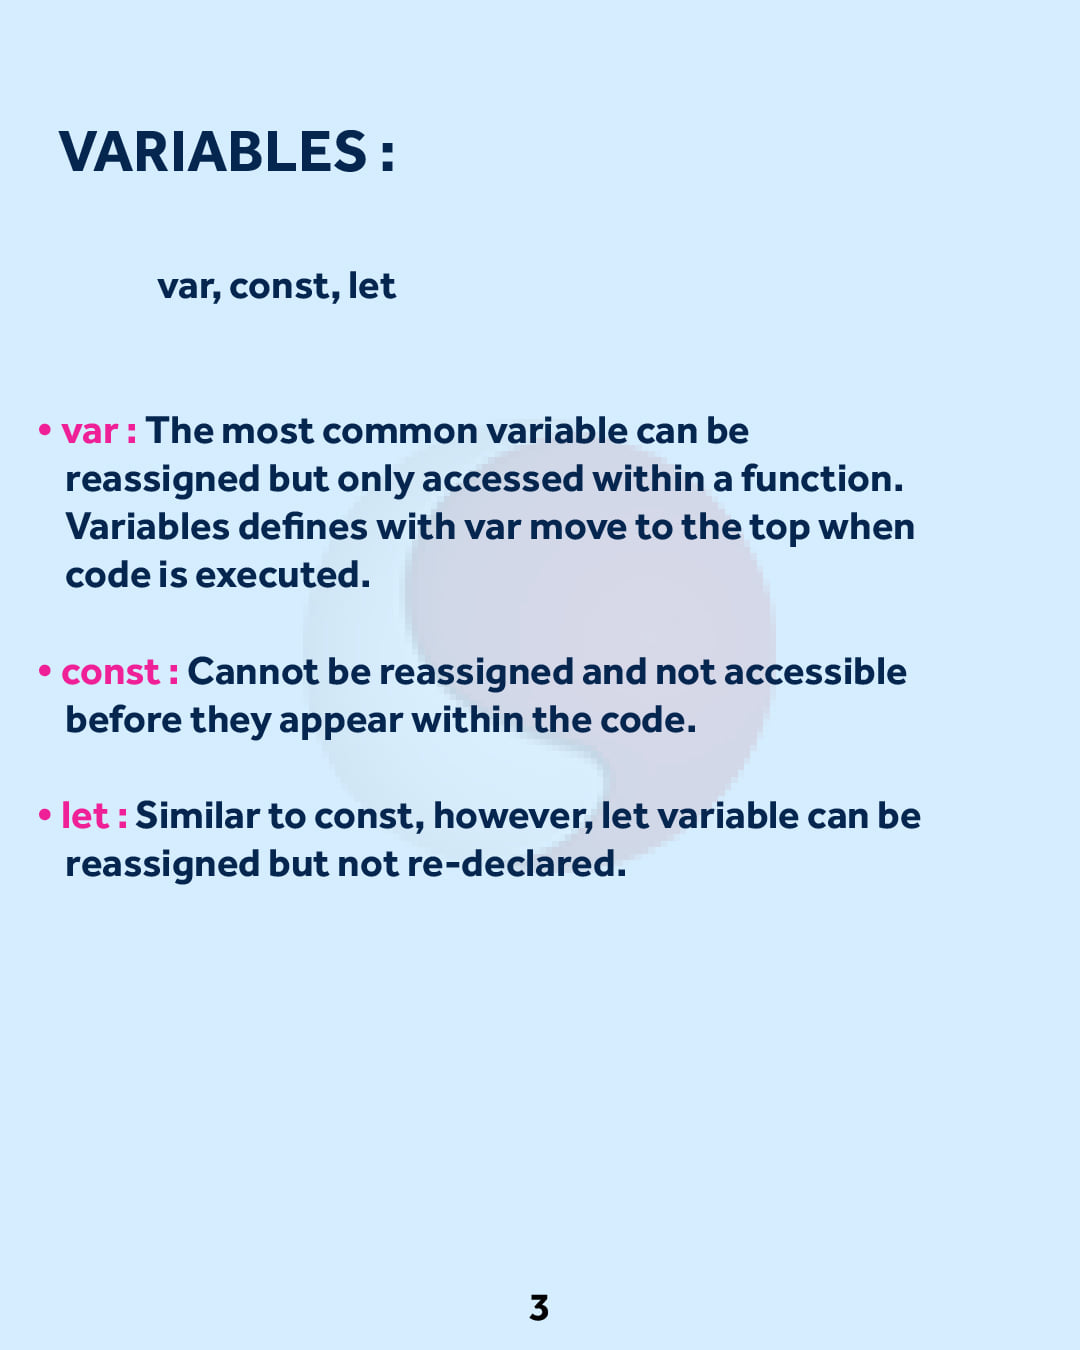 VARIABLES :
var, const, let
• var : The most common variable can be
reassigned but only accessed within a function.
Variables defines with var move to the top when
code is executed.
• const : Cannot be reassigned and not accessible
before they appear within the code.
• let : Similar to const, however, let variable can be
reassigned but not re-declared.
3